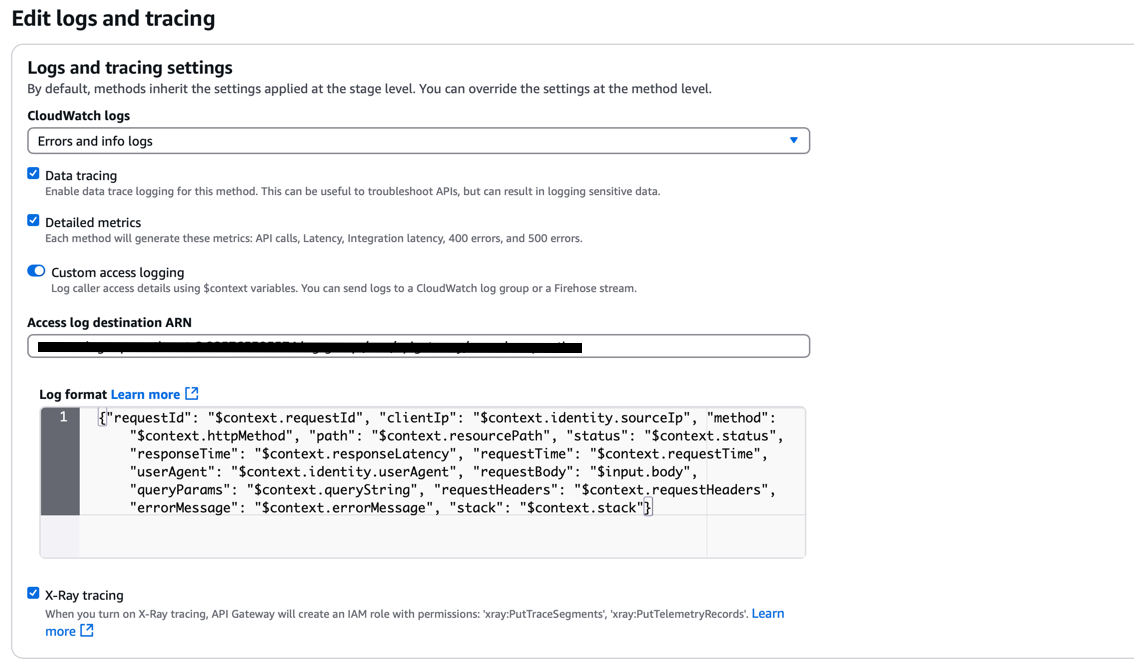 Edit logs and tracing
Logs and tracing settings
By default, methods inherit the settings applied at the stage level. You can override the settings at the method level.
CloudWatch logs
Errors and info logs
Data tracing
Enable data trace logging for this method. This can be useful to troubleshoot APIs, but can result in logging sensitive data.
Detailed metrics
Each method will generate these metrics: API calls, Latency, Integration latency, 400 errors, and 500 errors.
Custom access logging
Log caller access details using $context variables. You can send logs to a CloudWatch log group or a Firehose stream.
Access log destination ARN
Log format Learn more
1 {"requestId": "$context.requestId", "clientIp": "$context.identity.sourceIp", "method":
"$context.httpMethod", "path": "$context.resourcePath", "status": "$context.status",
"responseTime": "$context.responseLatency", "requestTime": "$context.requestTime",
"userAgent": "$context.identity.userAgent", "requestBody": "$input.body",
"queryParams": "$context.queryString", "requestHeaders": "$context.requestHeaders",
"errorMessage": "$context.errorMessage", "stack": "$context.stack"}
X-Ray tracing
When you turn on X-Ray tracing, API Gateway will create an IAM role with permissions: 'xray:PutTraceSegments', 'xray:PutTelemetryRecords'. Learn
more